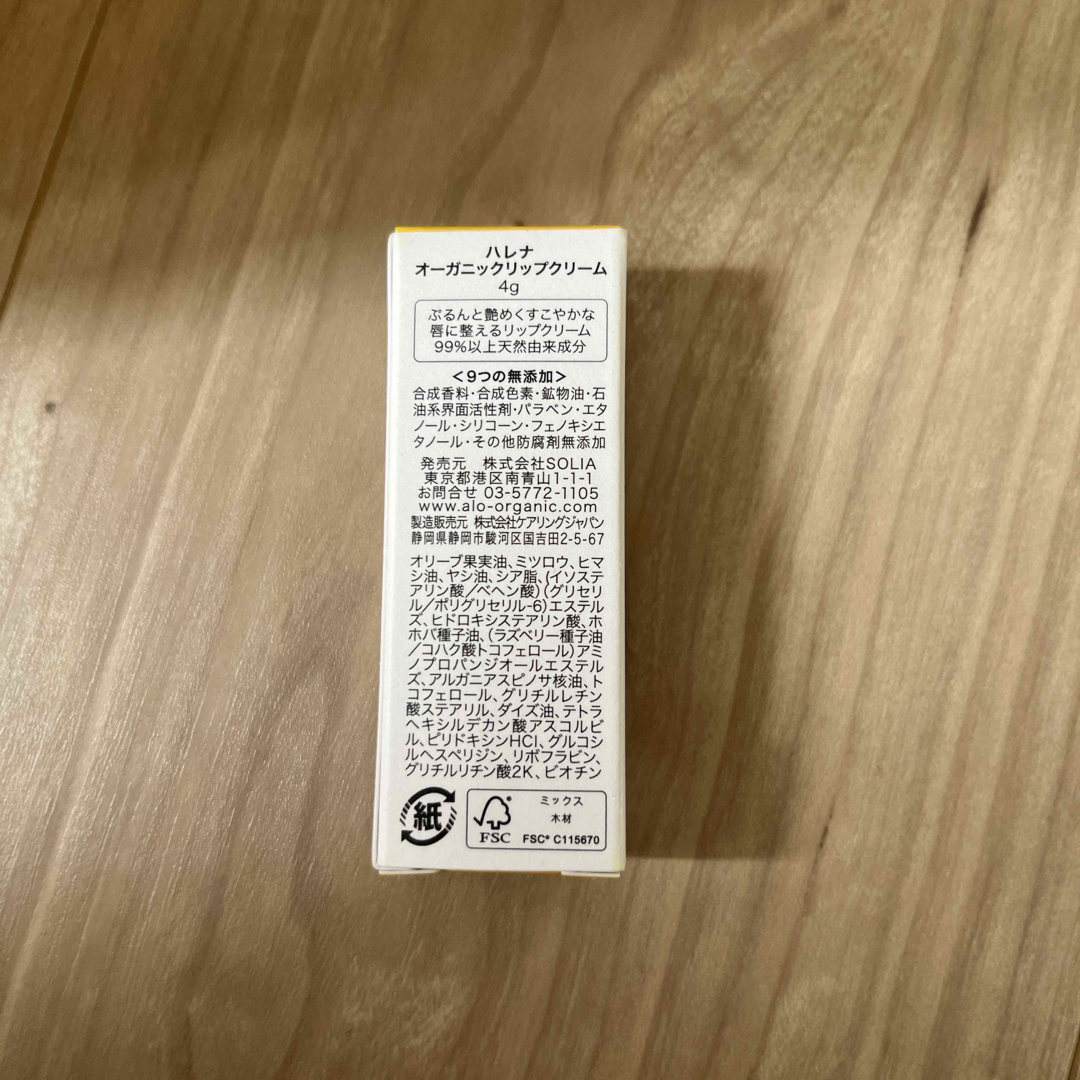 ハレナ
オーガニックリップクリーム
4g
ぷるんと艶めくすこやかな
唇に整えるリップクリーム
99%以上天然由来成分
<9つの無添加>
合成香料・合成色素・鉱物油・石
油系界面活性剤・パラベン・エタ
ノール・シリコーン・フェノキシエ
タノール・その他防腐剤無添加
発売元 株式会社SOLIA
東京都港区南青山1-1-1
お問合せ 03-5772-1105
www.alo-organic.com
製造販売元 株式会社ケアリングジャパン
静岡県静岡市駿河区国吉田2-5-67
オリーブ果実油、ミツロウ、ヒマ
シ油、ヤシ油、シア脂、(イソステ
アリン酸/ベヘン酸)(グリセリ
ル/ポリグリセリル-6)エステル
ズ、ヒドロキシステアリン酸、ホ
ホバ種子油、(ラズベリー種子油
/コハク酸トコフェロール)アミ
ノプロパンジオールエステル
ズ、アルガニアスピノサ核油、ト
コフェロール、グリチルレチン
酸ステアリル、ダイズ油、テトラ
ヘキシルデカン酸アスコルビ
ル、ピリドキシンHCl、グルコシ
ルヘスペリジン、リボフラビン、
グリチルリチン酸2K、ビオチン
紙
FSC
ミックス
木材
FSC® C115670